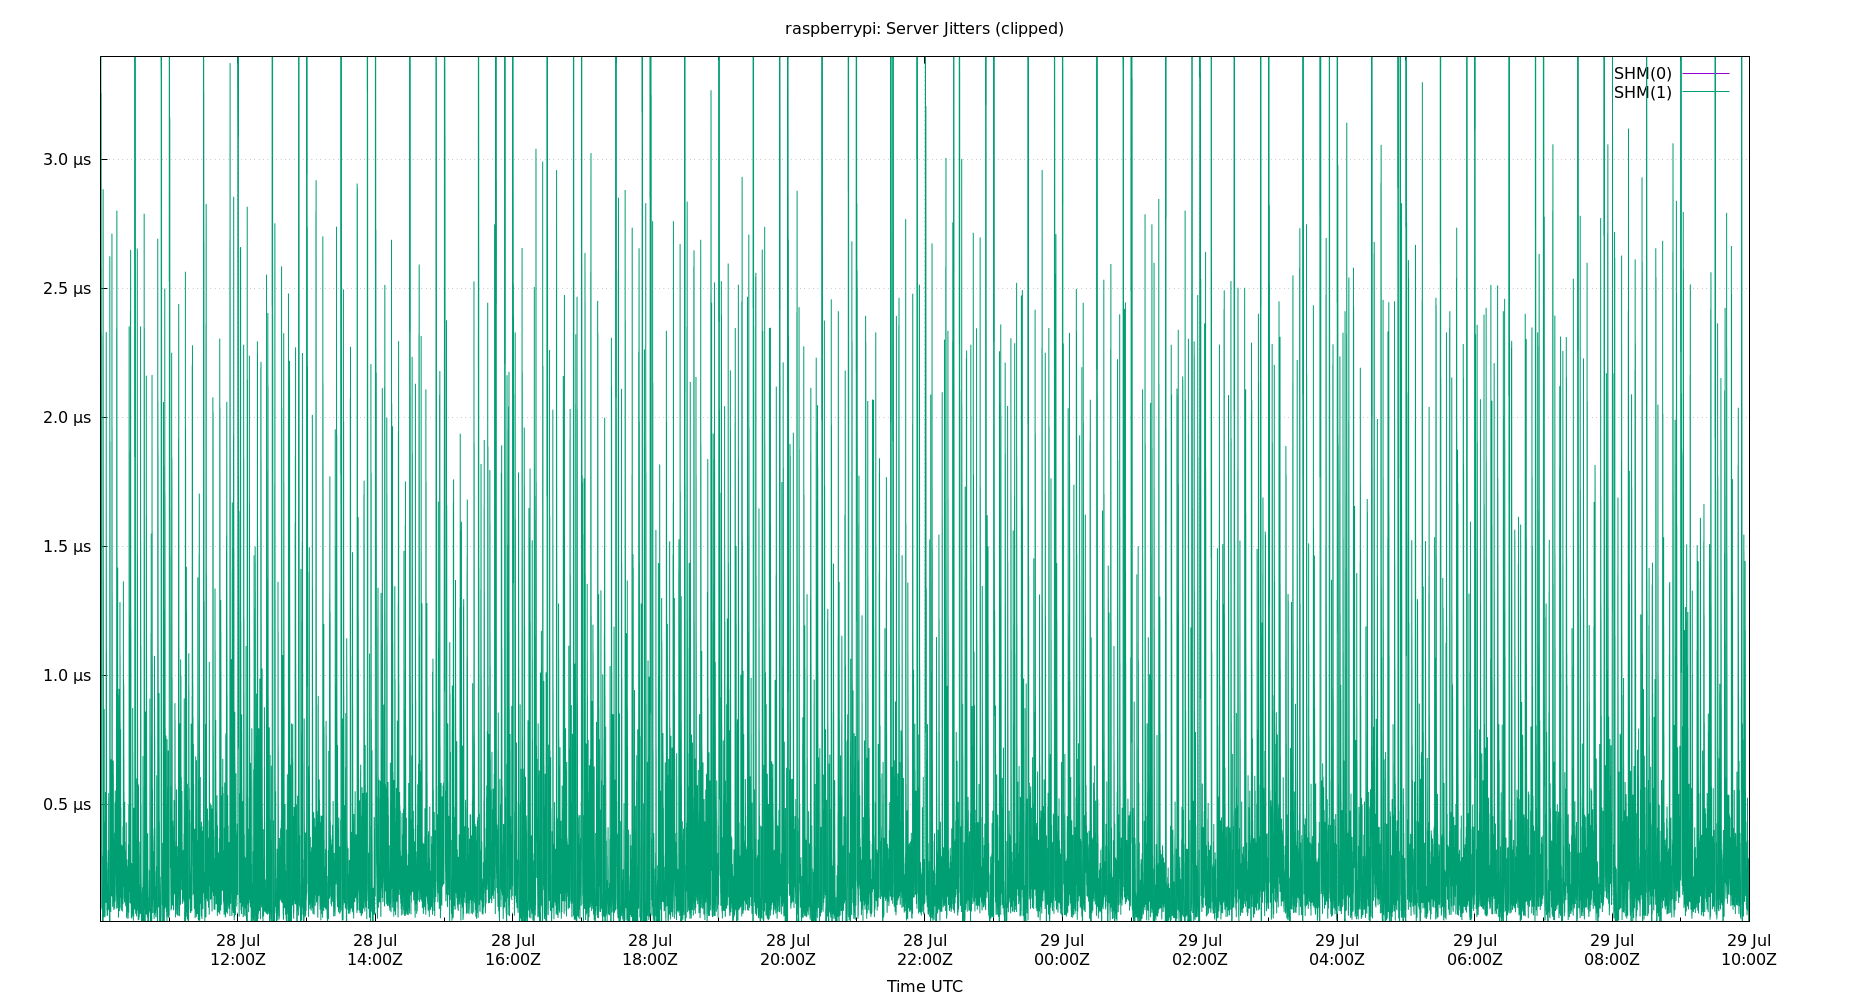 raspberrypi: Server Jitters (clipped)
SHM(0)
SHM(1)
3.0 µs
2.5 µs
2.0 µs
1.5 µs
1.0 µs
0.5 µs
28 Jul 28 Jul 28 Jul 28 Jul 28 Jul 28 Jul 29 Jul 29 Jul 29 Jul 29 Jul 29 Jul 29 Jul
12:00Z 14:00Z 16:00Z 18:00Z 20:00Z 22:00Z 00:00Z 02:00Z 04:00Z 06:00Z 08:00Z 10:00Z
Time UTC